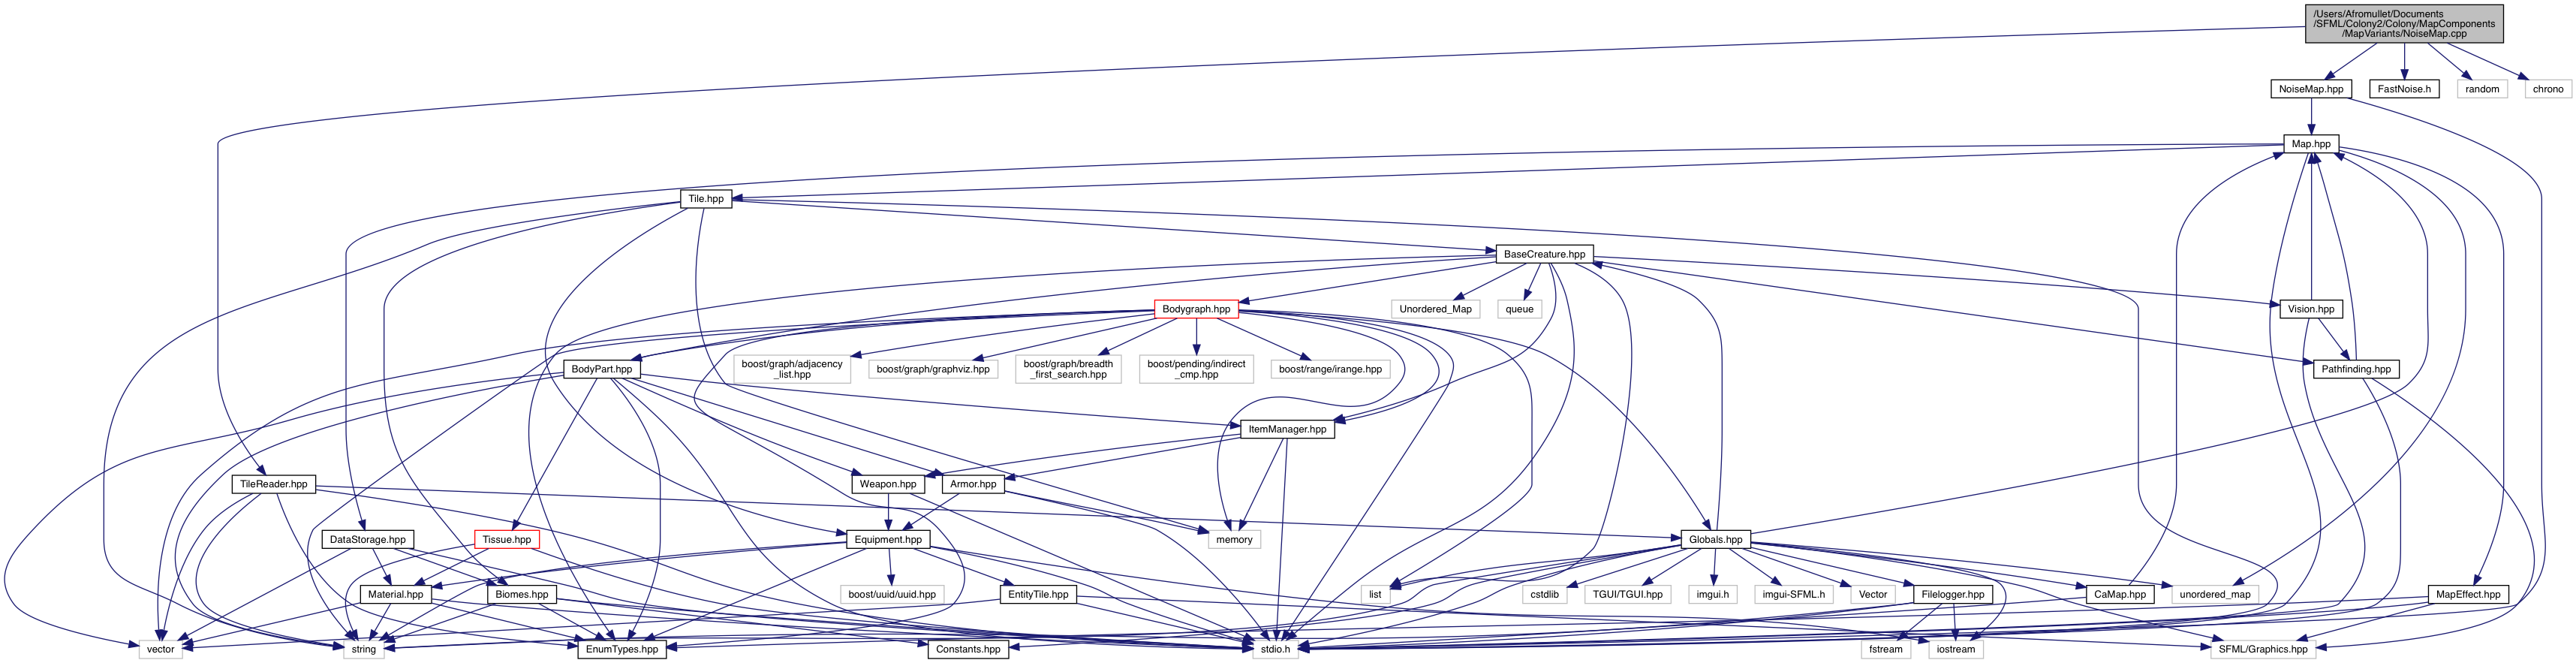 /Users/Afromullet/Documents
/SFML/Colony2/Colony/MapComponents
/MapVariants/NoiseMap.cpp
NoiseMap.hpp
FastNoise.h
random
chrono
Map.hpp
Tile.hpp
BaseCreature.hpp
Bodygraph.hpp
Unordered_Map
queue
Vision.hpp
BodyPart.hpp
boost/graph/adjacency
_list.hpp
boost/graph/graphviz.hpp
boost/graph/breadth
_first_search.hpp
boost/pending/indirect
_cmp.hpp
boost/range/irange.hpp
Pathfinding.hpp
ItemManager.hpp
TileReader.hpp
Weapon.hpp
Armor.hpp
DataStorage.hpp
Tissue.hpp
Equipment.hpp
memory
Globals.hpp
Material.hpp
Biomes.hpp
boost/uuid/uuid.hpp
EntityTile.hpp
list
cstdlib
TGUI/TGUI.hpp
imgui.h
imgui-SFML.h
Vector
Filelogger.hpp
CaMap.hpp
unordered_map
MapEffect.hpp
vector
string
EnumTypes.hpp
Constants.hpp
stdio.h
fstream
iostream
SFML/Graphics.hpp